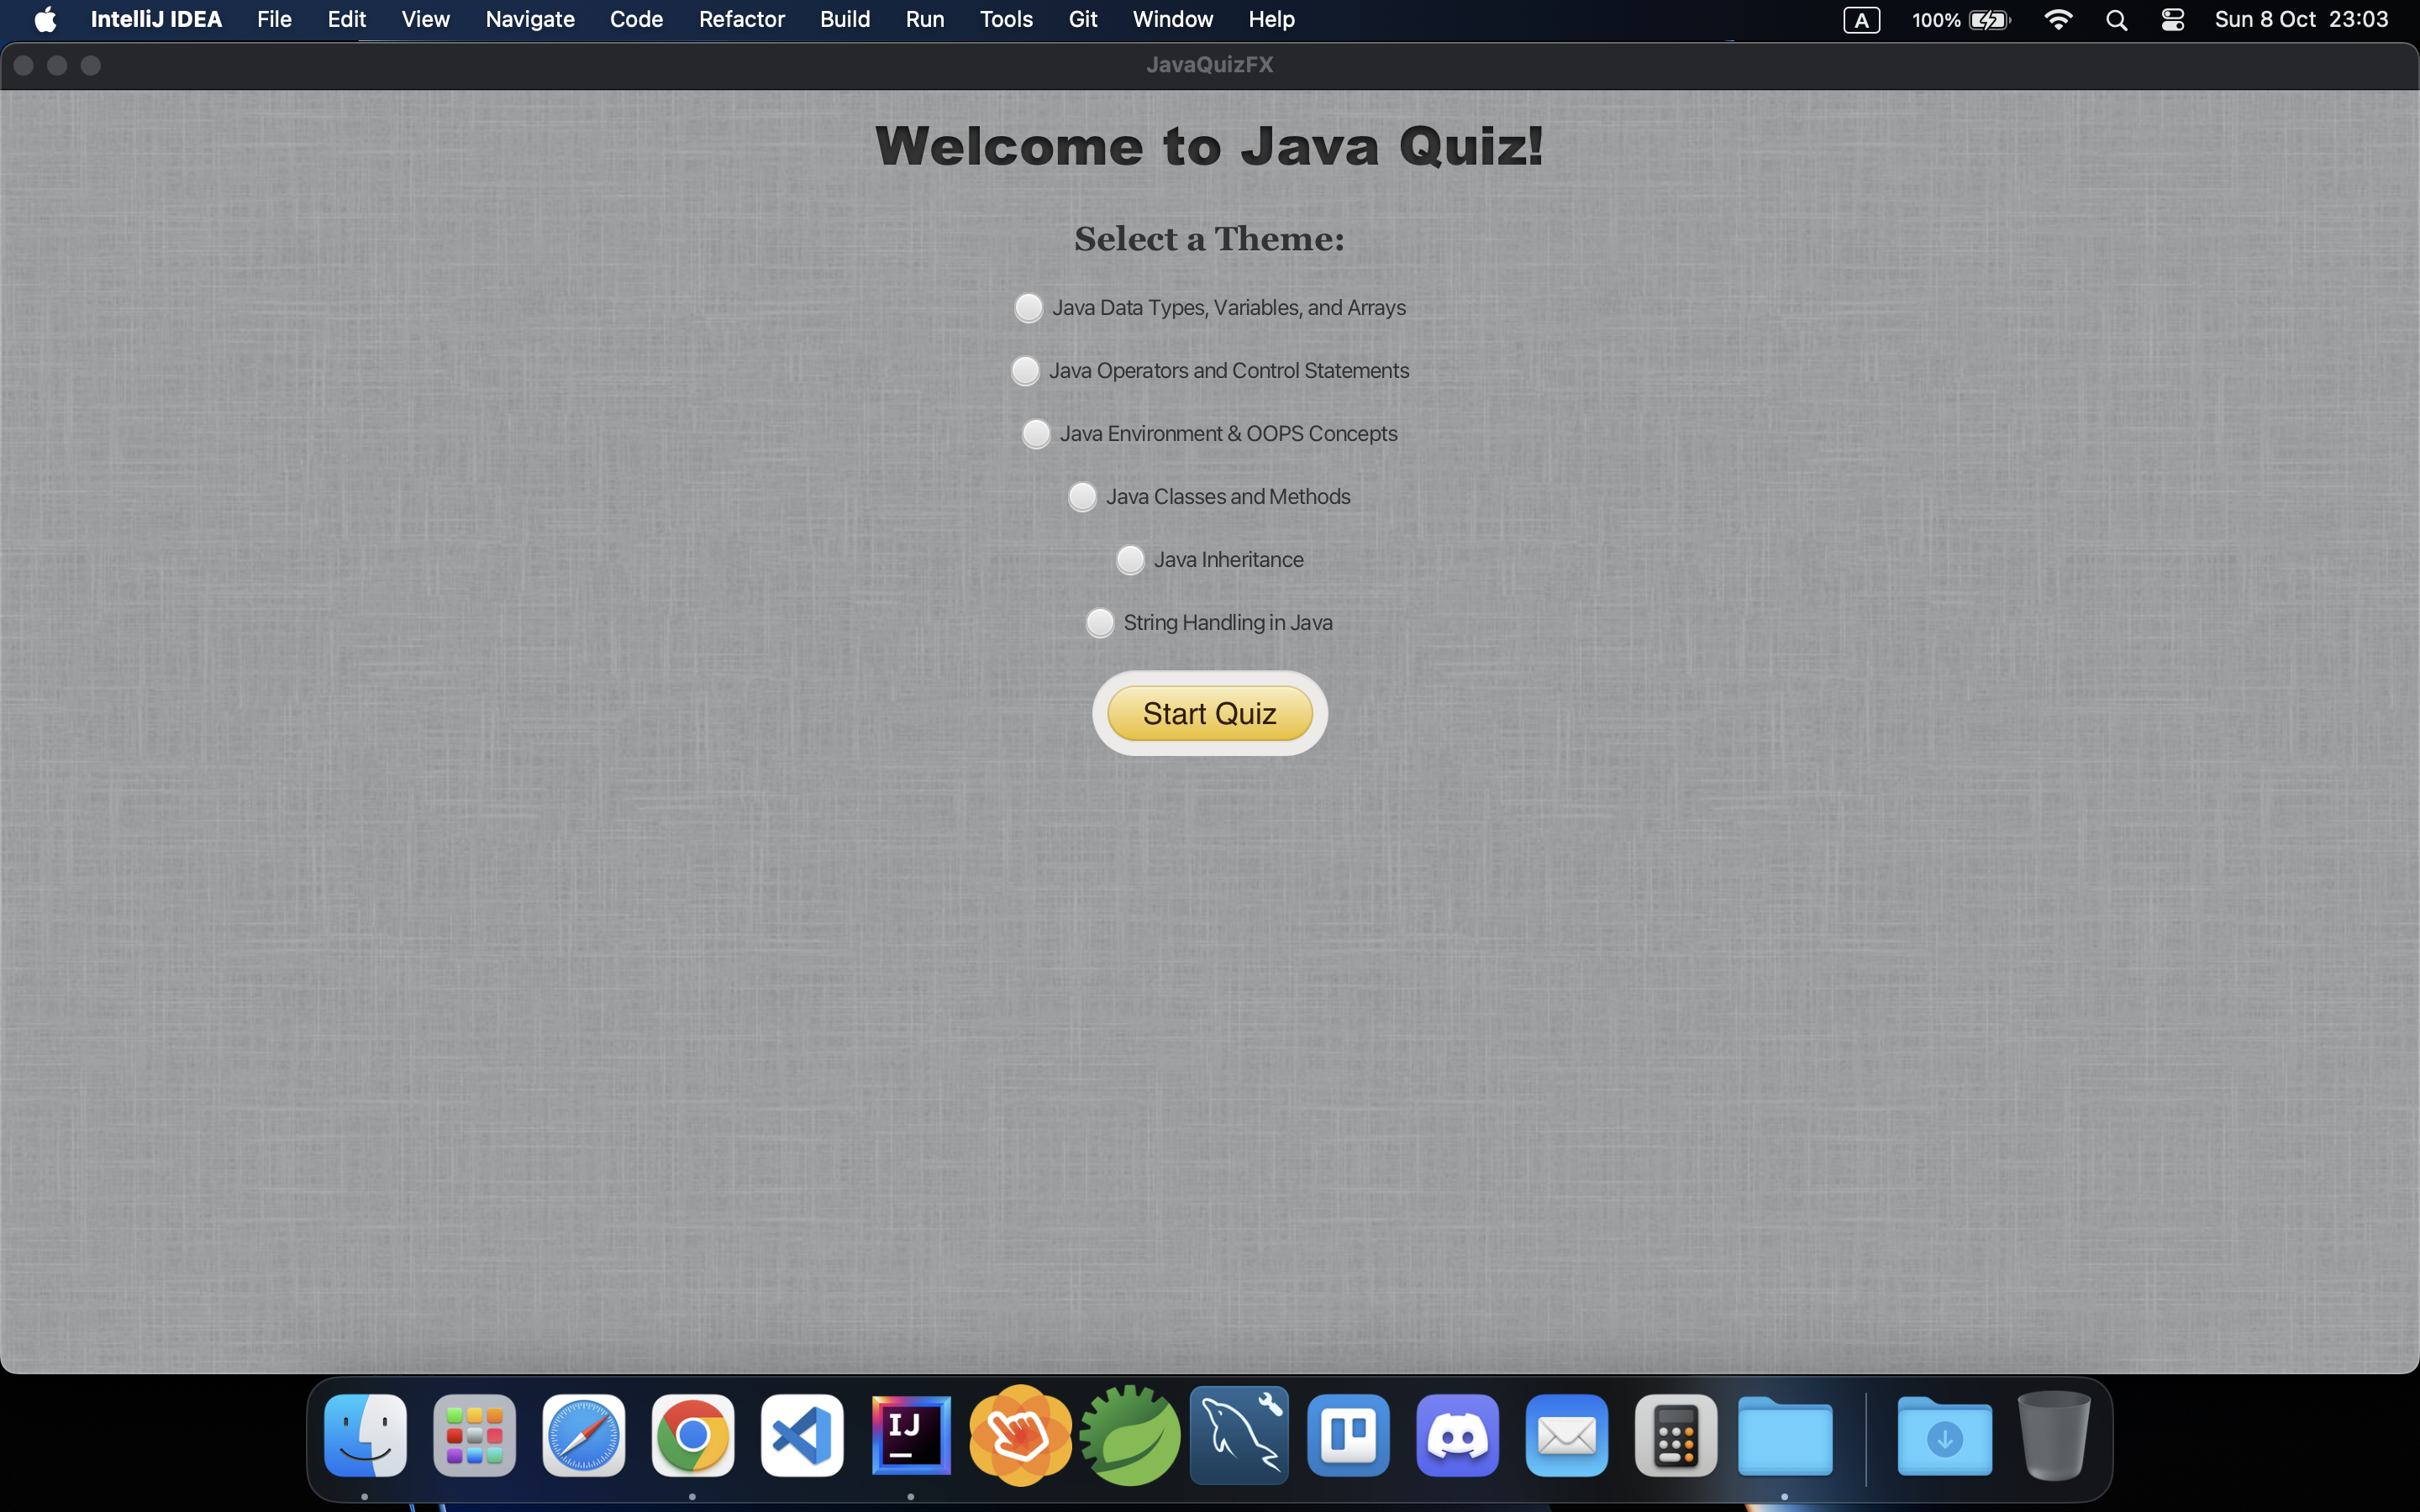 IntelliJ IDEA File Edit View Navigate Code Refactor Build Run Tools Git Window Help A 100% Sun 8 Oct 23:03
JavaQuizFX
Welcome to Java Quiz!
Select a Theme:
Java Data Types, Variables, and Arrays
Java Operators and Control Statements
Java Environment & OOPS Concepts
Java Classes and Methods
Java Inheritance
String Handling in Java
Start Quiz
IJ